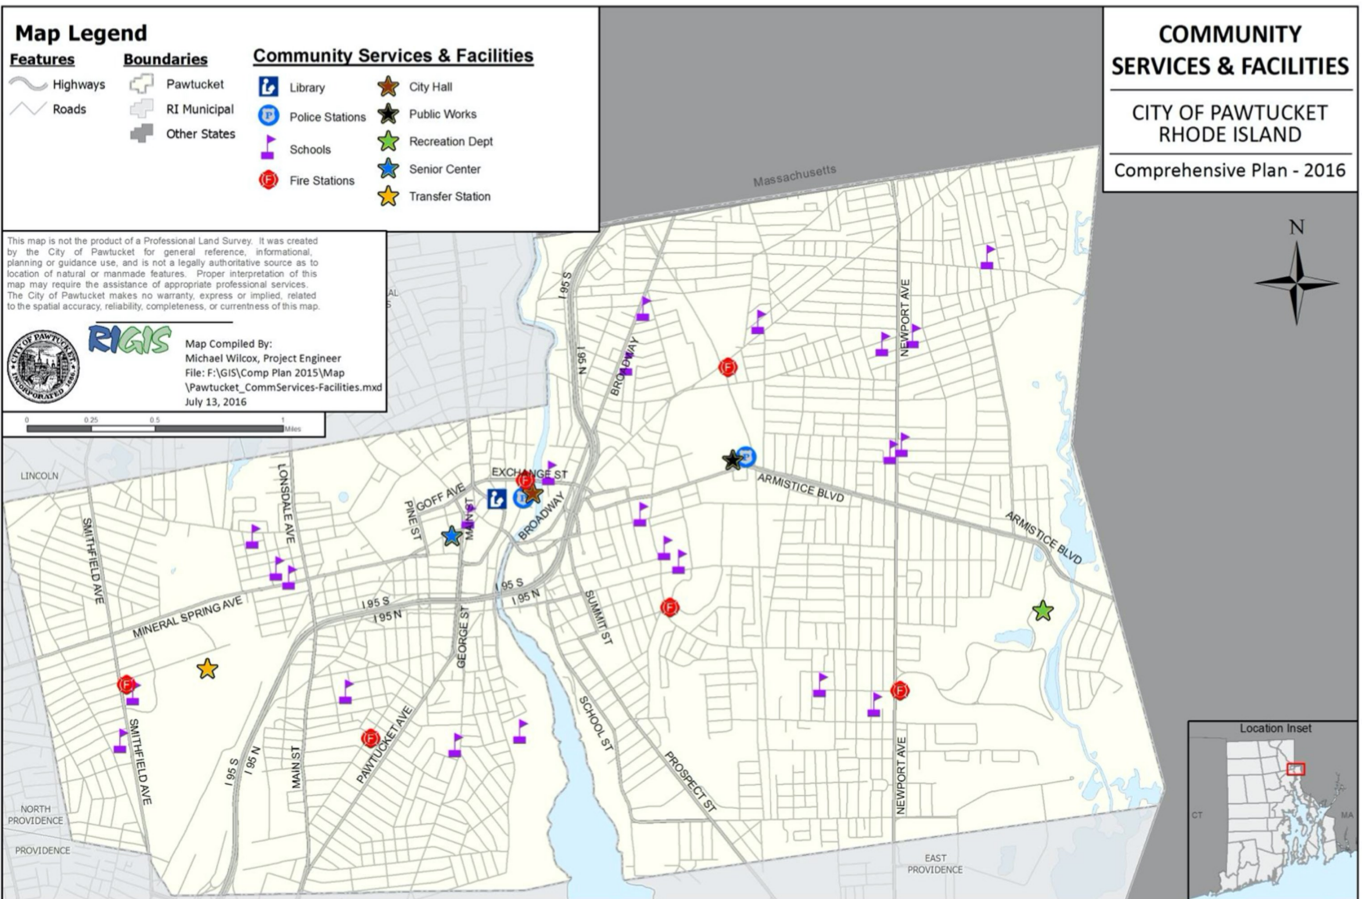 Map Legend
Features
Highways
Roads
Boundaries
Pawtucket
RI Municipal
Other States
Community Services & Facilities
Library
Police Stations
Schools
Fire Stations
City Hall
Public Works
Recreation Dept
Senior Center
Transfer Station
COMMUNITY
SERVICES & FACILITIES
CITY OF PAWTUCKET
RHODE ISLAND
Comprehensive Plan - 2016
This map is not the product of a Professional Land Survey. It was created
by the City of Pawtucket for general reference, informational,
planning or guidance use, and is not a legally authoritative source as to
location of natural or manmade features. Proper interpretation of this
map may require the assistance of appropriate professional services.
The City of Pawtucket makes no warranty, express or implied, related
to the spatial accuracy, reliability, completeness, or currentness of this map.
CITY OF PAWTUCKET
INCORPORATED
RIGIS
Map Compiled By:
Michael Wilcox, Project Engineer
File: F:\GIS\Comp Plan 2015\Map
\Pawtucket_CommServices-Facilities.mxd
July 13, 2016
0 0.25 0.5 1
Miles
N
Massachusetts
I 95 S
I 95 N
BROADWAY
NEWPORT AVE
LINCOLN
LONSDALE AVE
SMITHFIELD AVE
PINE ST
GOFF AVE
MAIN ST
EXCHANGE ST
BROADWAY
ARMISTICE BLVD
ARMISTICE BLVD
MINERAL SPRING AVE
I 95 S
I 95 N
I 95 S
I 95 N
GEORGE ST
SUMMIT ST
SMITHFIELD AVE
I 95 S
I 95 N
MAIN ST
PAWTUCKET AVE
SCHOOL ST
PROSPECT ST
NEWPORT AVE
NORTH
PROVIDENCE
PROVIDENCE
EAST
PROVIDENCE
Location Inset
CT
MA